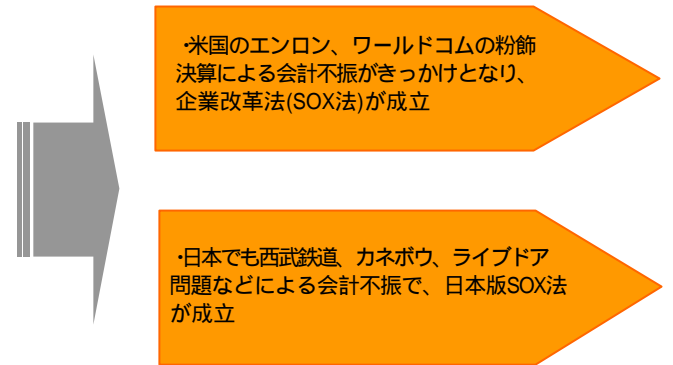 ・米国のエンロン、ワールドコムの粉飾
決算による会計不振がきっかけとなり、
企業改革法(SOX法)が成立
・日本でも西武鉄道、カネボウ、ライブドア
問題などによる会計不振で、日本版SOX法
が成立